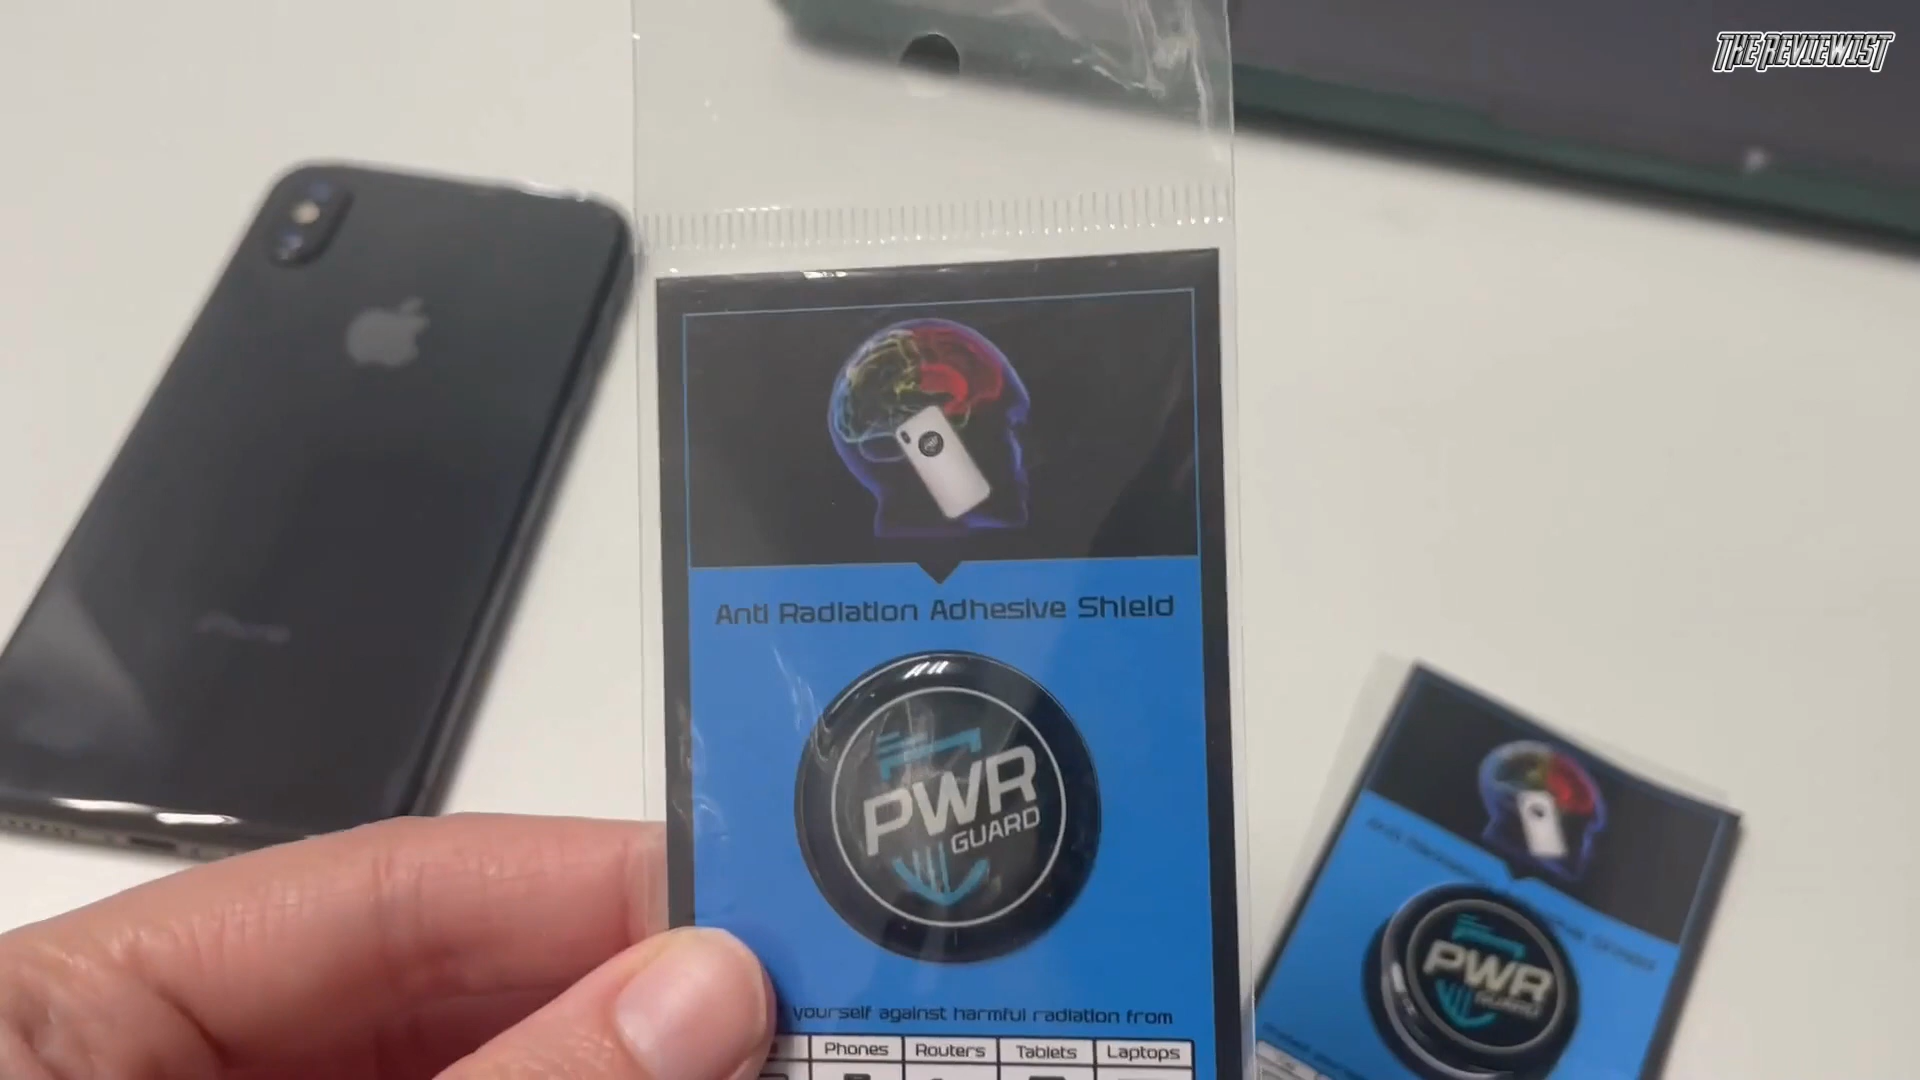 THE REVIEWIST
Anti Radiation Adhesive Shield
PWR
GUARD
yourself against harmful radiation from
Phones Routers Tablets Laptops
PWR
GUARD